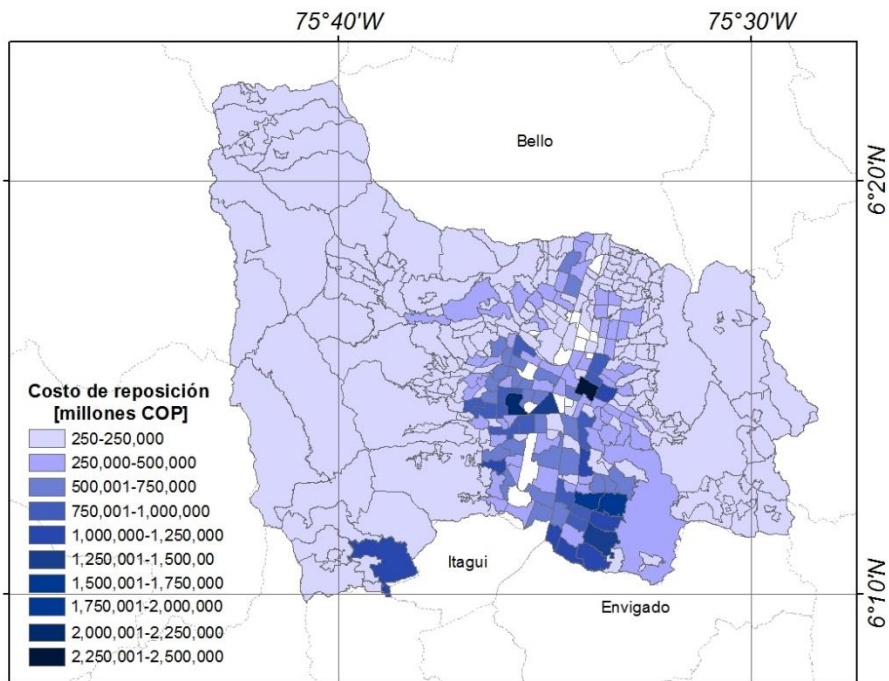 75°40'W
75°30'W
Bello
6°20'N
Costo de reposición
[millones COP]
250-250,000
250,000-500,000
500,001-750,000
750,001-1,000,000
1,000,000-1,250,000
1,250,001-1,500,00
1,500,001-1,750,000
1,750,001-2,000,000
2,000,001-2,250,000
2,250,001-2,500,000
Itagui
Envigado
6°10'N